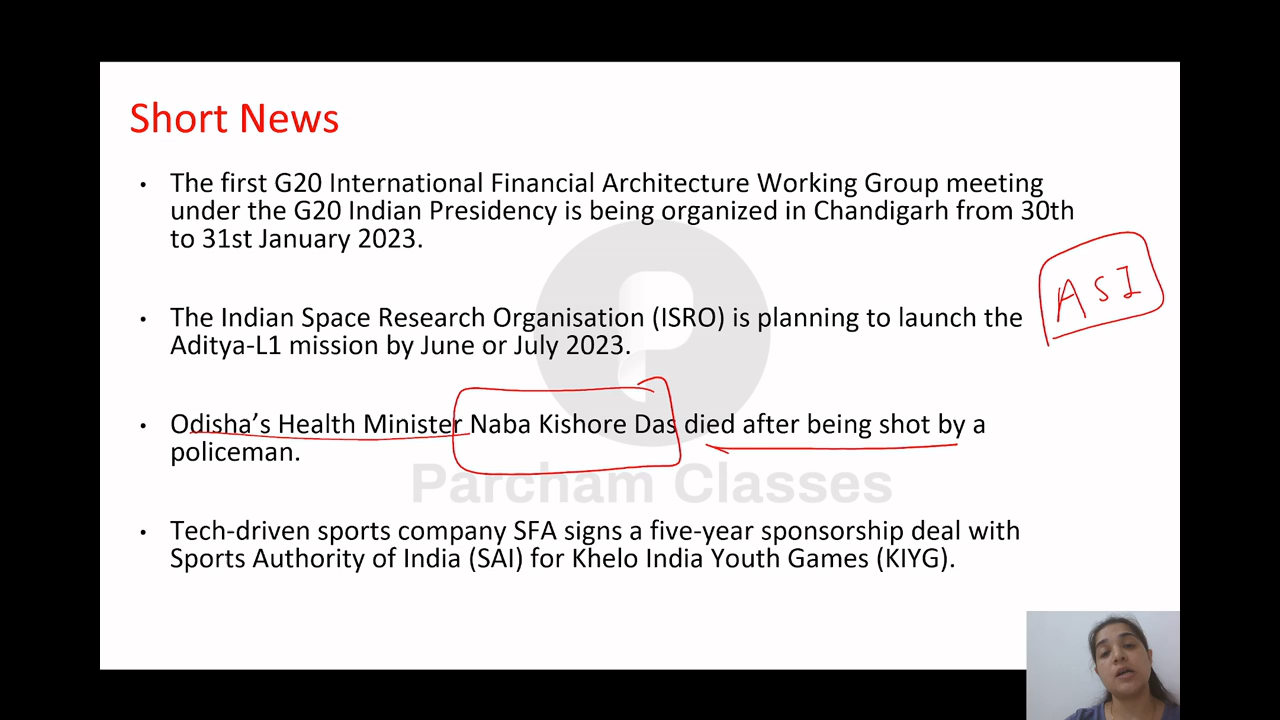 Short News
• The first G20 International Financial Architecture Working Group meeting
under the G20 Indian Presidency is being organized in Chandigarh from 30th
to 31st January 2023.
ASI
• The Indian Space Research Organisation (ISRO) is planning to launch the
Aditya-L1 mission by June or July 2023.
• Odisha’s Health Minister Naba Kishore Das died after being shot by a
policeman.
Parcham Classes
• Tech-driven sports company SFA signs a five-year sponsorship deal with
Sports Authority of India (SAI) for Khelo India Youth Games (KIYG).